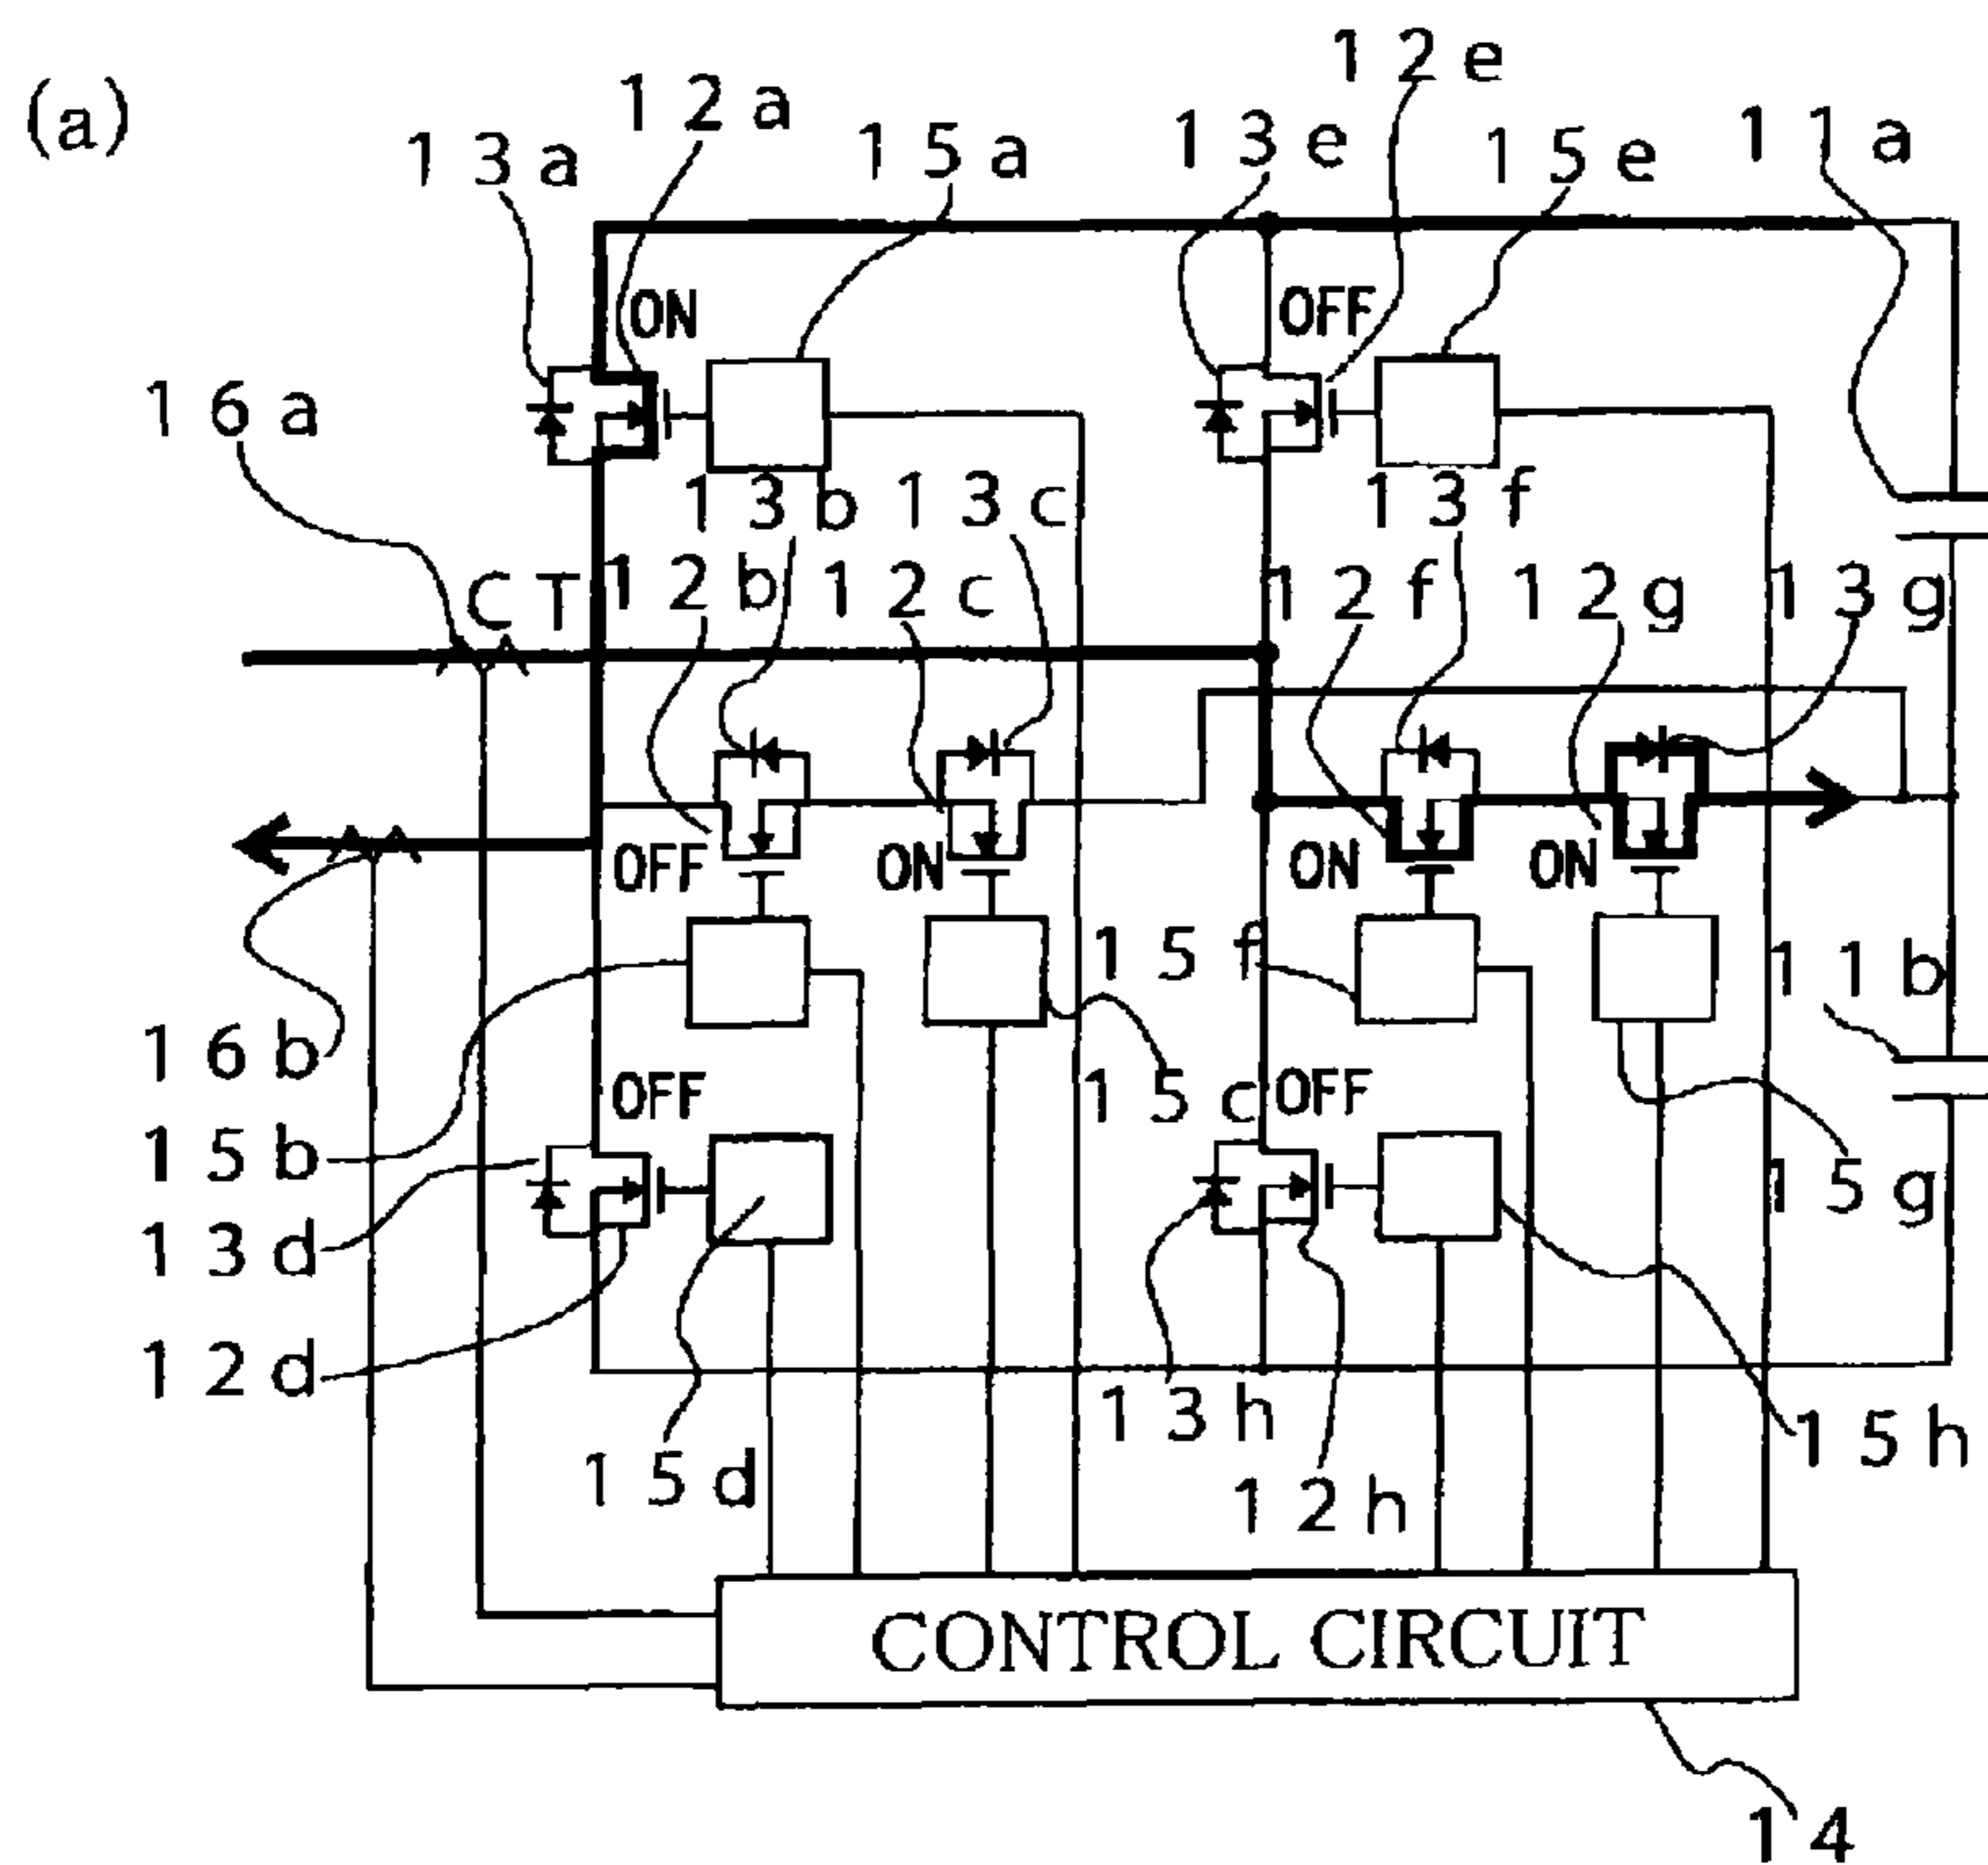 (a)
12e
12a
13a
15a
13e
15e
11a
ON
OFF
16a
13b
13c
13f
CT
12b
12c
12f
12g
13g
OFF
ON
ON
ON
15f
11b
16b
OFF
15c
OFF
15b
15g
13d
12d
13h
15h
15d
12h
CONTROL CIRCUIT
14